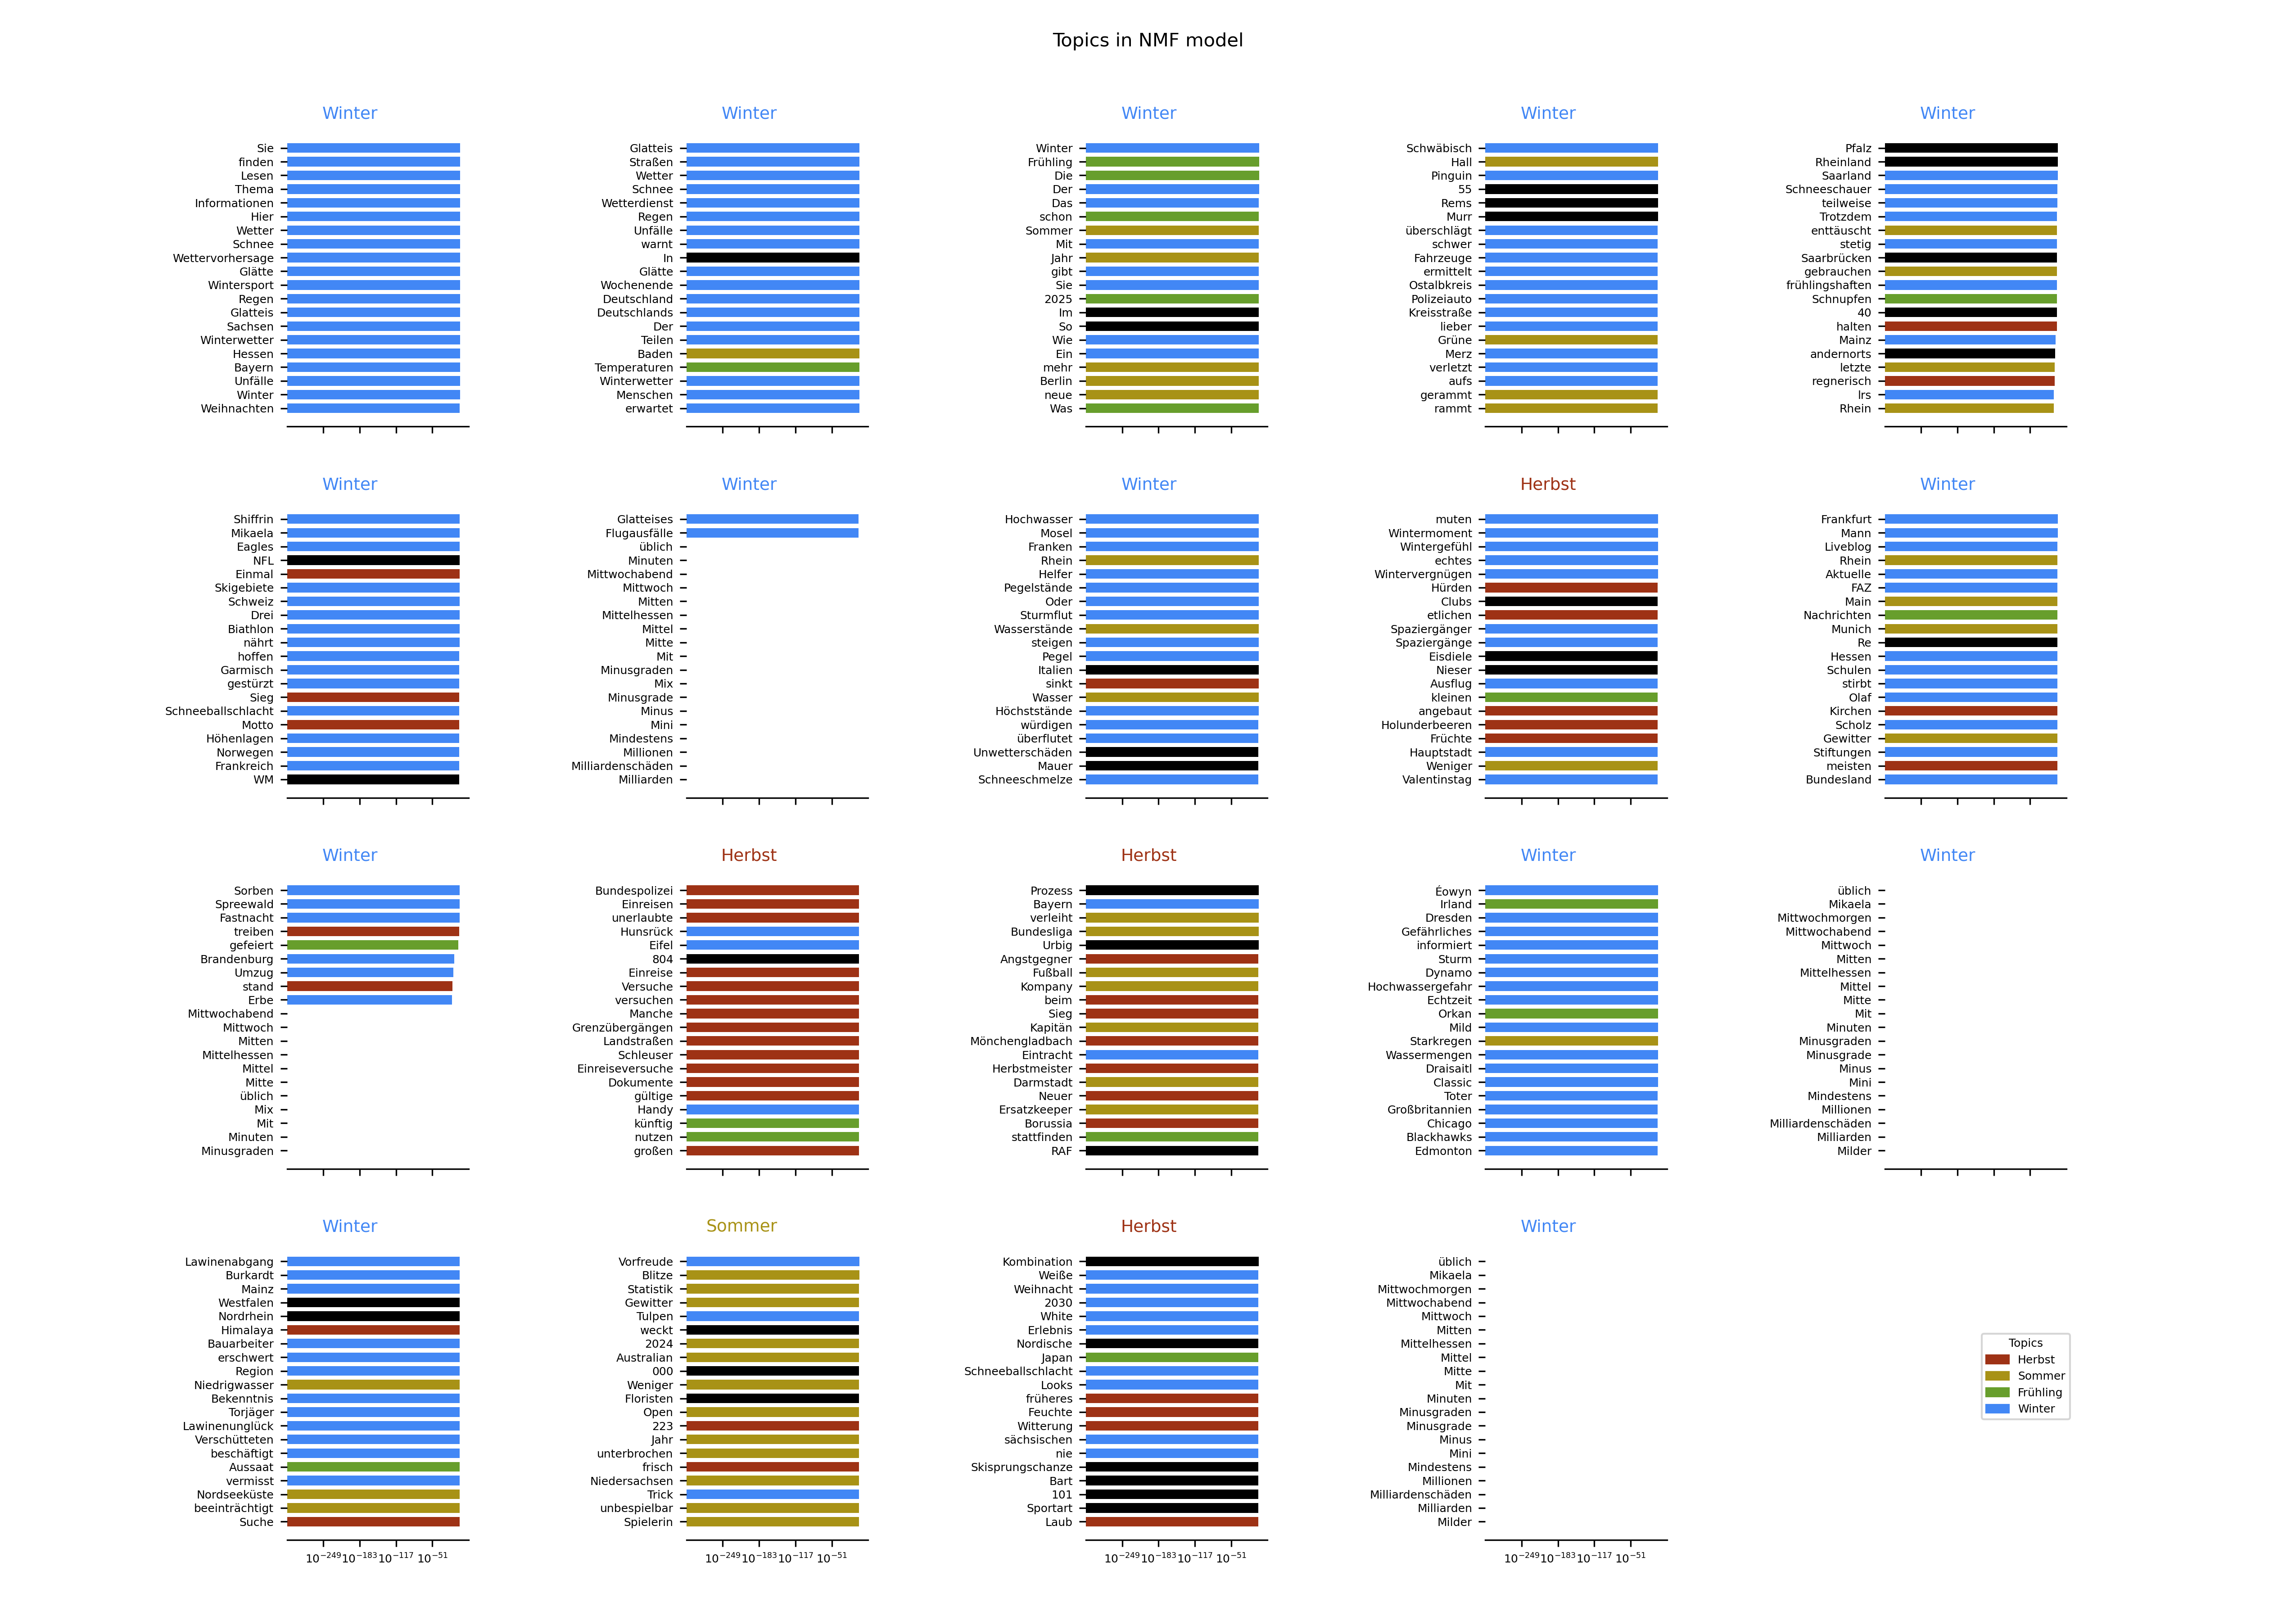 Topics in NMF model
Winter
Sie
finden
Lesen
Thema
Informationen
Hier
Wetter
Schnee
Wettervorhersage
Glätte
Wintersport
Regen
Glatteis
Sachsen
Winterwetter
Hessen
Bayern
Unfälle
Winter
Weihnachten
Winter
Glatteis
Straßen
Wetter
Schnee
Wetterdienst
Regen
Unfälle
warnt
In
Glätte
Wochenende
Deutschland
Deutschlands
Der
Teilen
Baden
Temperaturen
Winterwetter
Menschen
erwartet
Winter
Winter
Frühling
Die
Der
Das
schon
Sommer
Mit
Jahr
gibt
Sie
2025
Im
So
Wie
Ein
mehr
Berlin
neue
Was
Winter
Schwäbisch
Hall
Pinguin
55
Rems
Murr
überschlägt
schwer
Fahrzeuge
ermittelt
Ostalbkreis
Polizeiauto
Kreisstraße
lieber
Grüne
Merz
verletzt
aufs
gerammt
rammt
Winter
Pfalz
Rheinland
Saarland
Schneeschauer
teilweise
Trotzdem
enttäuscht
stetig
Saarbrücken
gebrauchen
frühlingshaften
Schnupfen
40
halten
Mainz
andernorts
letzte
regnerisch
Irs
Rhein
Winter
Shiffrin
Mikaela
Eagles
NFL
Einmal
Skigebiete
Schweiz
Drei
Biathlon
nährt
hoffen
Garmisch
gestürzt
Sieg
Schneeballschlacht
Motto
Höhenlagen
Norwegen
Frankreich
WM
Winter
Glatteises
Flugausfälle
üblich
Minuten
Mittwochabend
Mittwoch
Mitten
Mittelhessen
Mittel
Mitte
Mit
Minusgraden
Mix
Minusgrade
Minus
Mini
Mindestens
Millionen
Milliardenschäden
Milliarden
Winter
Hochwasser
Mosel
Franken
Rhein
Helfer
Pegelstände
Oder
Sturmflut
Wasserstände
steigen
Pegel
Italien
sinkt
Wasser
Höchststände
würdigen
überflutet
Unwetterschäden
Mauer
Schneeschmelze
Herbst
muten
Wintermoment
Wintergefühl
echtes
Wintervergnügen
Hürden
Clubs
etlichen
Spaziergänger
Spaziergänge
Eisdiele
Nieser
Ausflug
kleinen
angebaut
Holunderbeeren
Früchte
Hauptstadt
Weniger
Valentinstag
Winter
Frankfurt
Mann
Liveblog
Rhein
Aktuelle
FAZ
Main
Nachrichten
Munich
Re
Hessen
Schulen
stirbt
Olaf
Kirchen
Scholz
Gewitter
Stiftungen
meisten
Bundesland
Winter
Sorben
Spreewald
Fastnacht
treiben
gefeiert
Brandenburg
Umzug
stand
Erbe
Mittwochabend
Mittwoch
Mitten
Mittelhessen
Mittel
Mitte
üblich
Mix
Mit
Minuten
Minusgraden
Herbst
Bundespolizei
Einreisen
unerlaubte
Hunsrück
Eifel
804
Einreise
Versuche
versuchen
Manche
Grenzübergängen
Landstraßen
Schleuser
Einreiseversuche
Dokumente
gültige
Handy
künftig
nutzen
großen
Herbst
Prozess
Bayern
verleiht
Bundesliga
Urbig
Angstgegner
Fußball
Kompany
beim
Sieg
Kapitän
Mönchengladbach
Eintracht
Herbstmeister
Darmstadt
Neuer
Ersatzkeeper
Borussia
stattfinden
RAF
Winter
Éowyn
Irland
Dresden
Gefährliches
informiert
Sturm
Dynamo
Hochwassergefahr
Echtzeit
Orkan
Mild
Starkregen
Wassermengen
Draisaitl
Classic
Toter
Großbritannien
Chicago
Blackhawks
Edmonton
Winter
üblich
Mikaela
Mittwochmorgen
Mittwochabend
Mittwoch
Mitten
Mittelhessen
Mittel
Mitte
Mit
Minuten
Minusgraden
Minusgrade
Minus
Mini
Mindestens
Millionen
Milliardenschäden
Milliarden
Milder
Winter
Lawinenabgang
Burkardt
Mainz
Westfalen
Nordrhein
Himalaya
Bauarbeiter
erschwert
Region
Niedrigwasser
Bekenntnis
Torjäger
Lawinenunglück
Verschütteten
beschäftigt
Aussaat
vermisst
Nordseeküste
beeinträchtigt
Suche
10⁻²⁴⁹ 10⁻¹⁸³ 10⁻¹¹⁷ 10⁻⁵¹
Sommer
Vorfreude
Blitze
Statistik
Gewitter
Tulpen
weckt
2024
Australian
000
Weniger
Floristen
Open
223
Jahr
unterbrochen
frisch
Niedersachsen
Trick
unbespielbar
Spielerin
10⁻²⁴⁹ 10⁻¹⁸³ 10⁻¹¹⁷ 10⁻⁵¹
Herbst
Kombination
Weiße
Weihnacht
2030
White
Erlebnis
Nordische
Japan
Schneeballschlacht
Looks
früheres
Feuchte
Witterung
sächsischen
nie
Skisprungschanze
Bart
101
Sportart
Laub
10⁻²⁴⁹ 10⁻¹⁸³ 10⁻¹¹⁷ 10⁻⁵¹
Winter
üblich
Mikaela
Mittwochmorgen
Mittwochabend
Mittwoch
Mitten
Mittelhessen
Mittel
Mitte
Mit
Minuten
Minusgraden
Minusgrade
Minus
Mini
Mindestens
Millionen
Milliardenschäden
Milliarden
Milder
10⁻²⁴⁹ 10⁻¹⁸³ 10⁻¹¹⁷ 10⁻⁵¹
Topics
Herbst
Sommer
Frühling
Winter